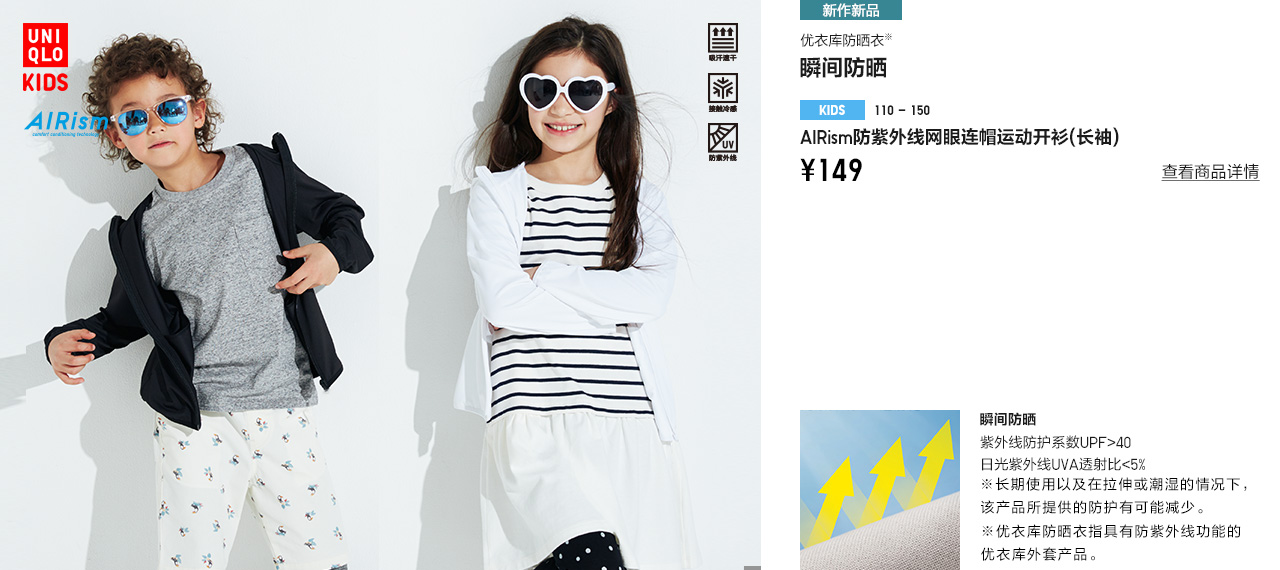 UNI
QLO
KIDS
AIRism
comfort conditioning technology
吸汗速干
接触冷感
UV
防紫外线
新作新品
优衣库防晒衣※
瞬间防晒
KIDS 110 – 150
AIRism防紫外线网眼连帽运动开衫(长袖)
¥149
查看商品详情
瞬间防晒
紫外线防护系数UPF>40
日光紫外线UVA透射比<5%
※长期使用以及在拉伸或潮湿的情况下，
该产品所提供的防护有可能减少。
※优衣库防晒衣指具有防紫外线功能的
优衣库外套产品。